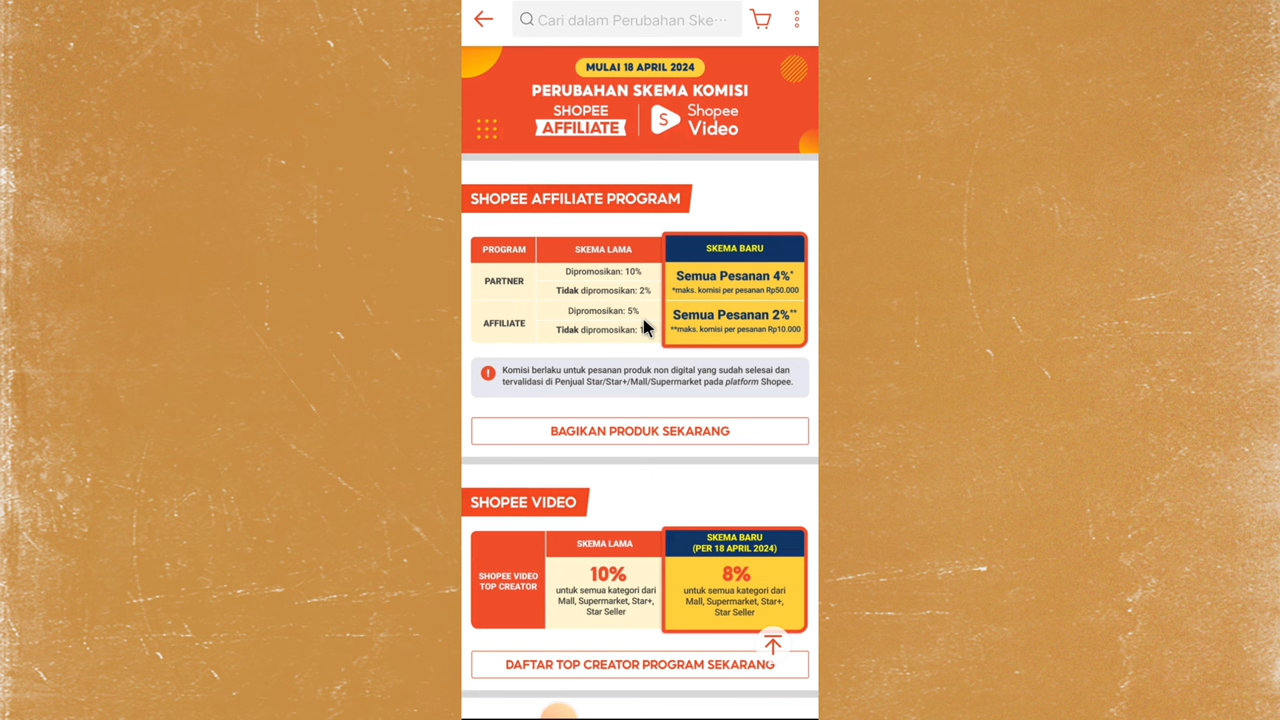 Cari dalam Perubahan Ske···
MULAI 18 APRIL 2024
PERUBAHAN SKEMA KOMISI
SHOPEE AFFILIATE
S Shopee Video
SHOPEE AFFILIATE PROGRAM
PROGRAM SKEMA LAMA SKEMA BARU
PARTNER
Dipromosikan: 10%
Tidak dipromosikan: 2%
Semua Pesanan 4%*
*maks. komisi per pesanan Rp50.000
AFFILIATE
Dipromosikan: 5%
Tidak dipromosikan:
Semua Pesanan 2%**
**maks. komisi per pesanan Rp10.000
! Komisi berlaku untuk pesanan produk non digital yang sudah selesai dan
tervalidasi di Penjual Star/Star+/Mall/Supermarket pada platform Shopee.
BAGIKAN PRODUK SEKARANG
SHOPEE VIDEO
SKEMA LAMA
SKEMA BARU
(PER 18 APRIL 2024)
SHOPEE VIDEO
TOP CREATOR
10%
untuk semua kategori dari
Mall, Supermarket, Star+,
Star Seller
8%
untuk semua kategori dari
Mall, Supermarket, Star+,
Star Seller
DAFTAR TOP CREATOR PROGRAM SEKARANG